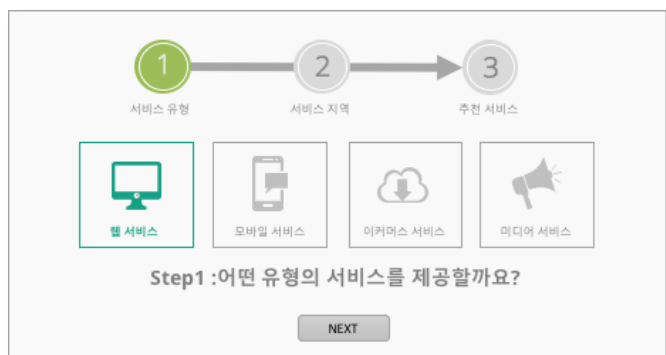 1 2 3
서비스 유형 서비스 지역 추천 서비스
웹 서비스 모바일 서비스 이커머스 서비스 미디어 서비스
Step1 :어떤 유형의 서비스를 제공할까요?
NEXT